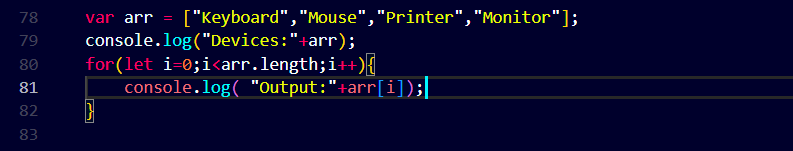 78 var arr = ["Keyboard","Mouse","Printer","Monitor"];
79 console.log("Devices:"+arr);
80 for(let i=0;i<arr.length;i++){
81     console.log( "Output:"+arr[i]);
82 }
83